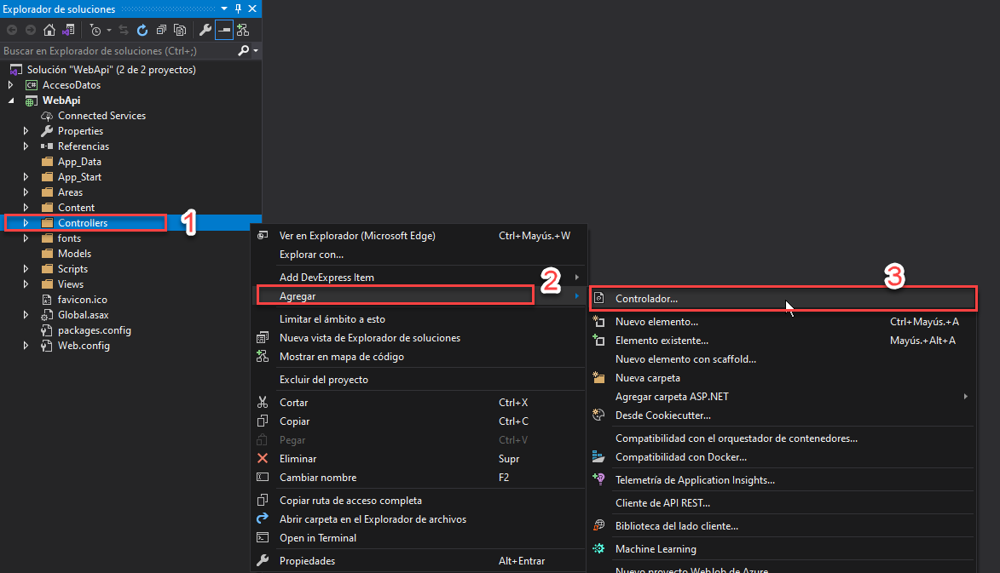 Explorador de soluciones
Buscar en Explorador de soluciones (Ctrl+;)
Solución "WebApi" (2 de 2 proyectos)
C# AccesoDatos
WebApi
Connected Services
Properties
Referencias
App_Data
App_Start
Areas
Content
Controllers
1
fonts
Models
Scripts
Views
favicon.ico
Global.asax
packages.config
Web.config
Ver en Explorador (Microsoft Edge) Ctrl+Mayús.+W
Explorar con...
Add DevExpress Item
Agregar
2
Limitar el ámbito a esto
Nueva vista de Explorador de soluciones
Mostrar en mapa de código
Excluir del proyecto
Cortar Ctrl+X
Copiar Ctrl+C
Pegar Ctrl+V
Eliminar Supr
Cambiar nombre F2
Copiar ruta de acceso completa
Abrir carpeta en el Explorador de archivos
Open in Terminal
Propiedades Alt+Entrar
3
Controlador...
Nuevo elemento... Ctrl+Mayús.+A
Elemento existente... Mayús.+Alt+A
Nuevo elemento con scaffold...
Nueva carpeta
Agregar carpeta ASP.NET
Desde Cookiecutter...
Compatibilidad con el orquestador de contenedores...
Compatibilidad con Docker...
Telemetría de Application Insights...
Cliente de API REST...
Biblioteca del lado cliente...
Machine Learning
Nuevo proyecto WebJob de Azure